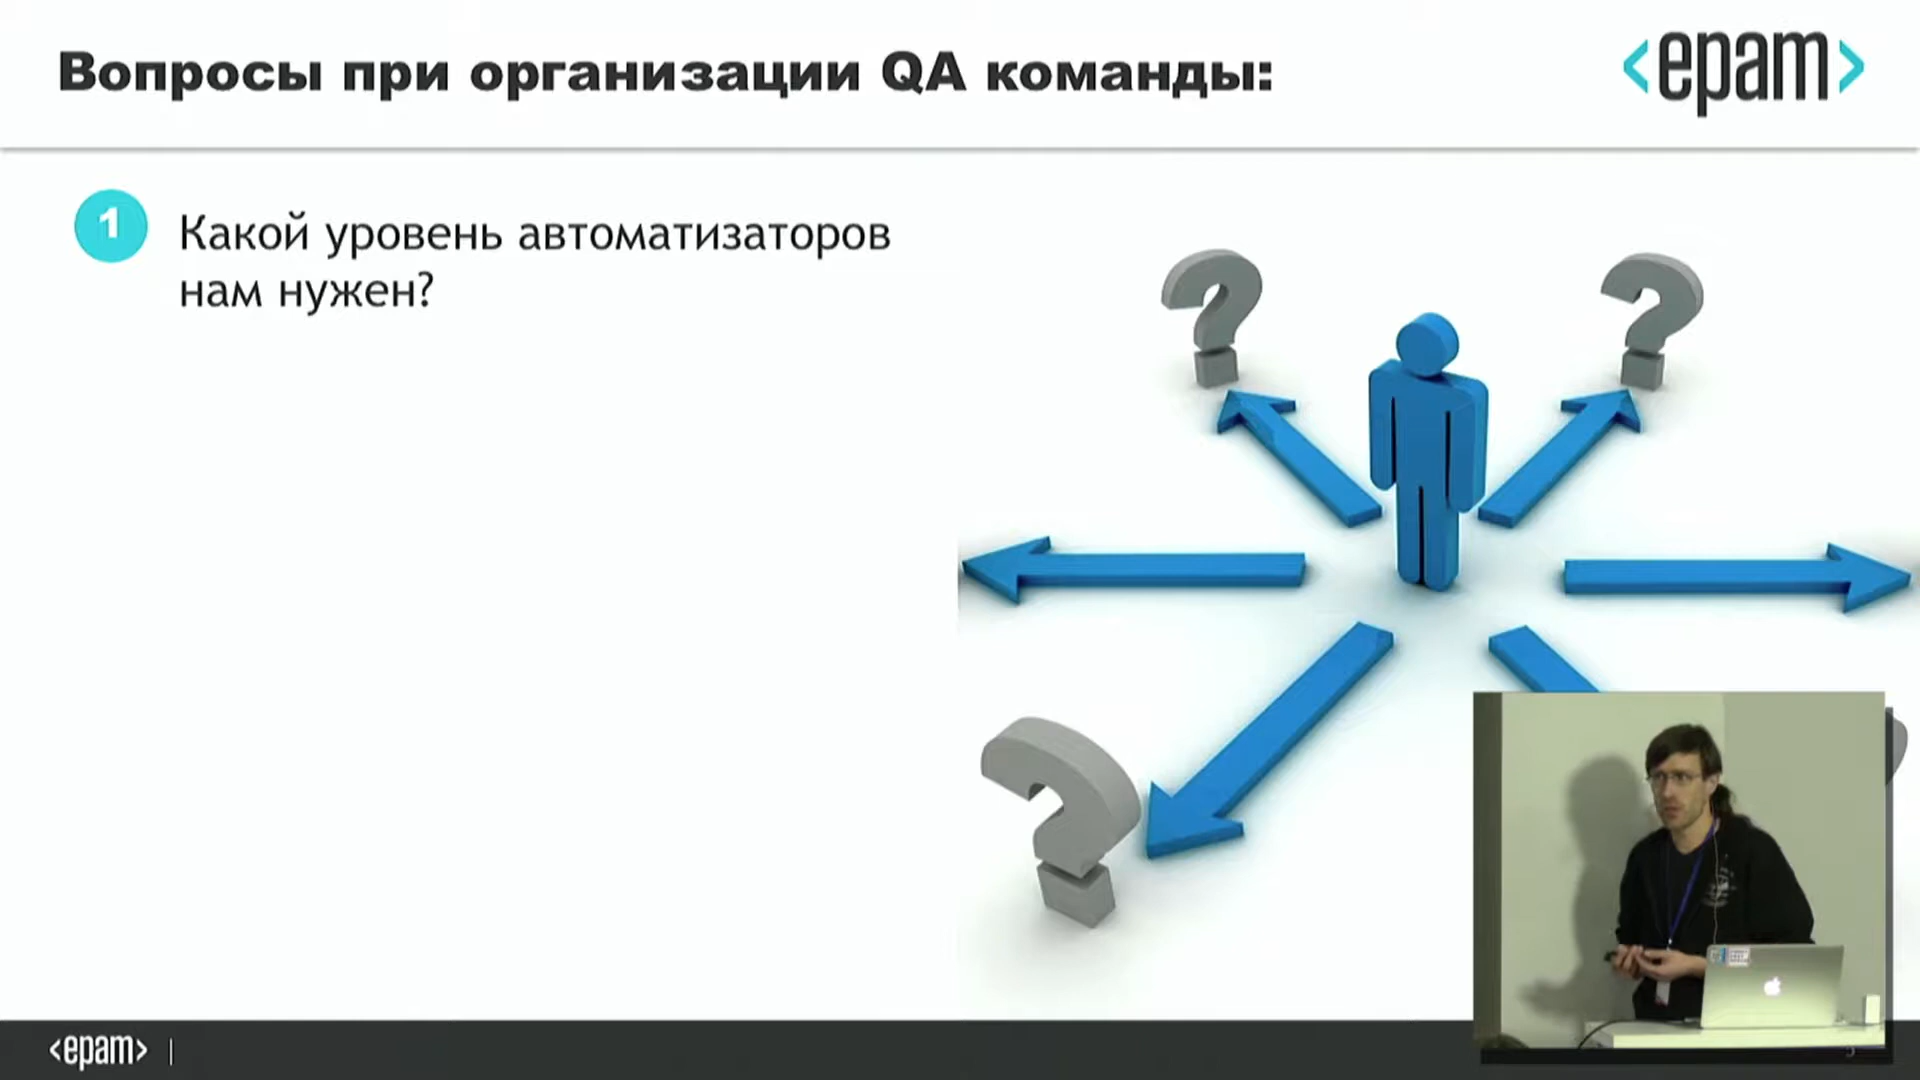 Вопросы при организации QA команды:
<epam>
1
Какой уровень автоматизаторов
нам нужен?
<epam> |